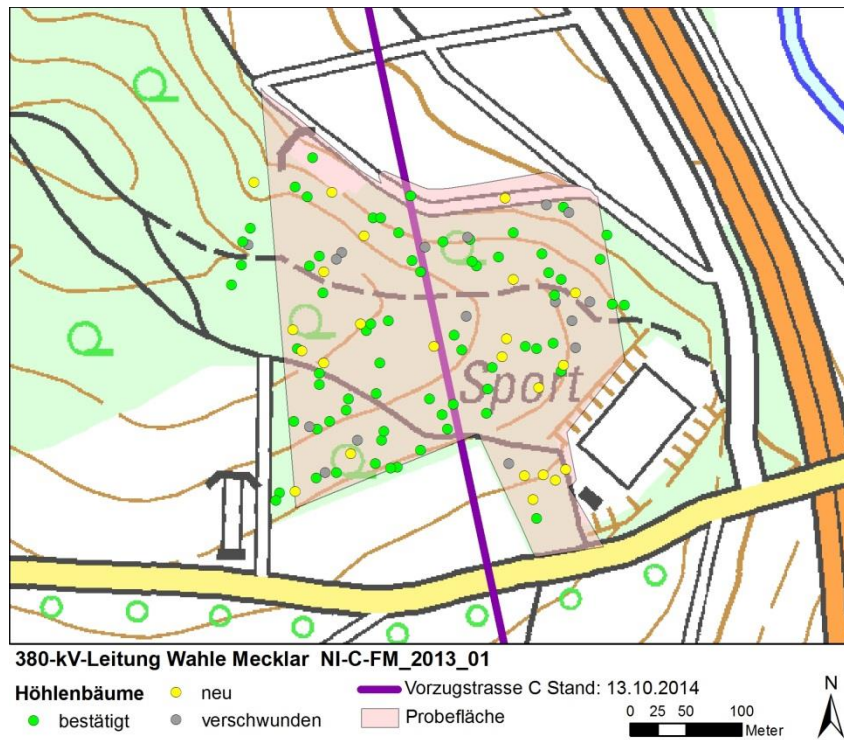 Sport
380-kV-Leitung Wahle Mecklar NI-C-FM_2013_01
Höhlenbäume
neu
Vorzugstrasse C Stand: 13.10.2014
bestätigt
verschwunden
Probefläche
0 25 50 100
Meter
N